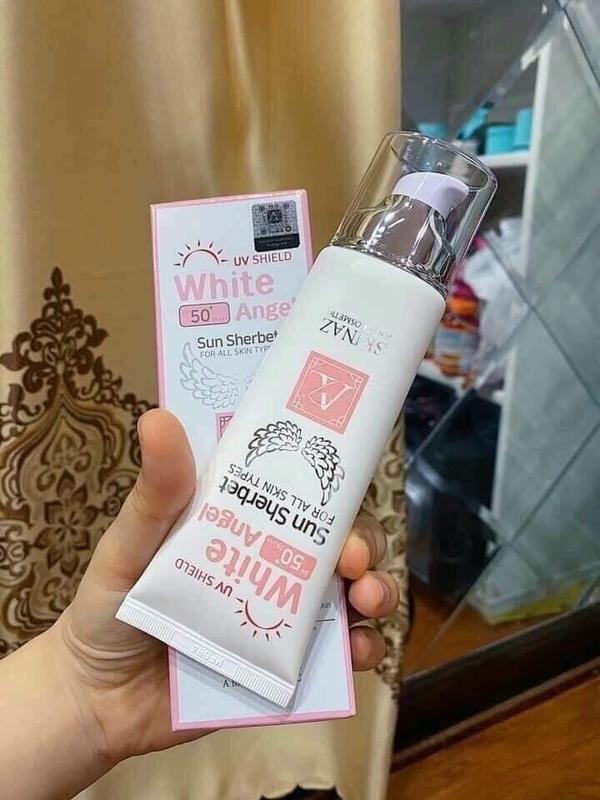 UV SHIELD
White
50+
Angel
Sun Sherbet
FOR ALL SKIN TYPES
UV SHIELD
White
50+
Angel
Sun Sherbet
FOR ALL SKIN TYPES
SKINAZ